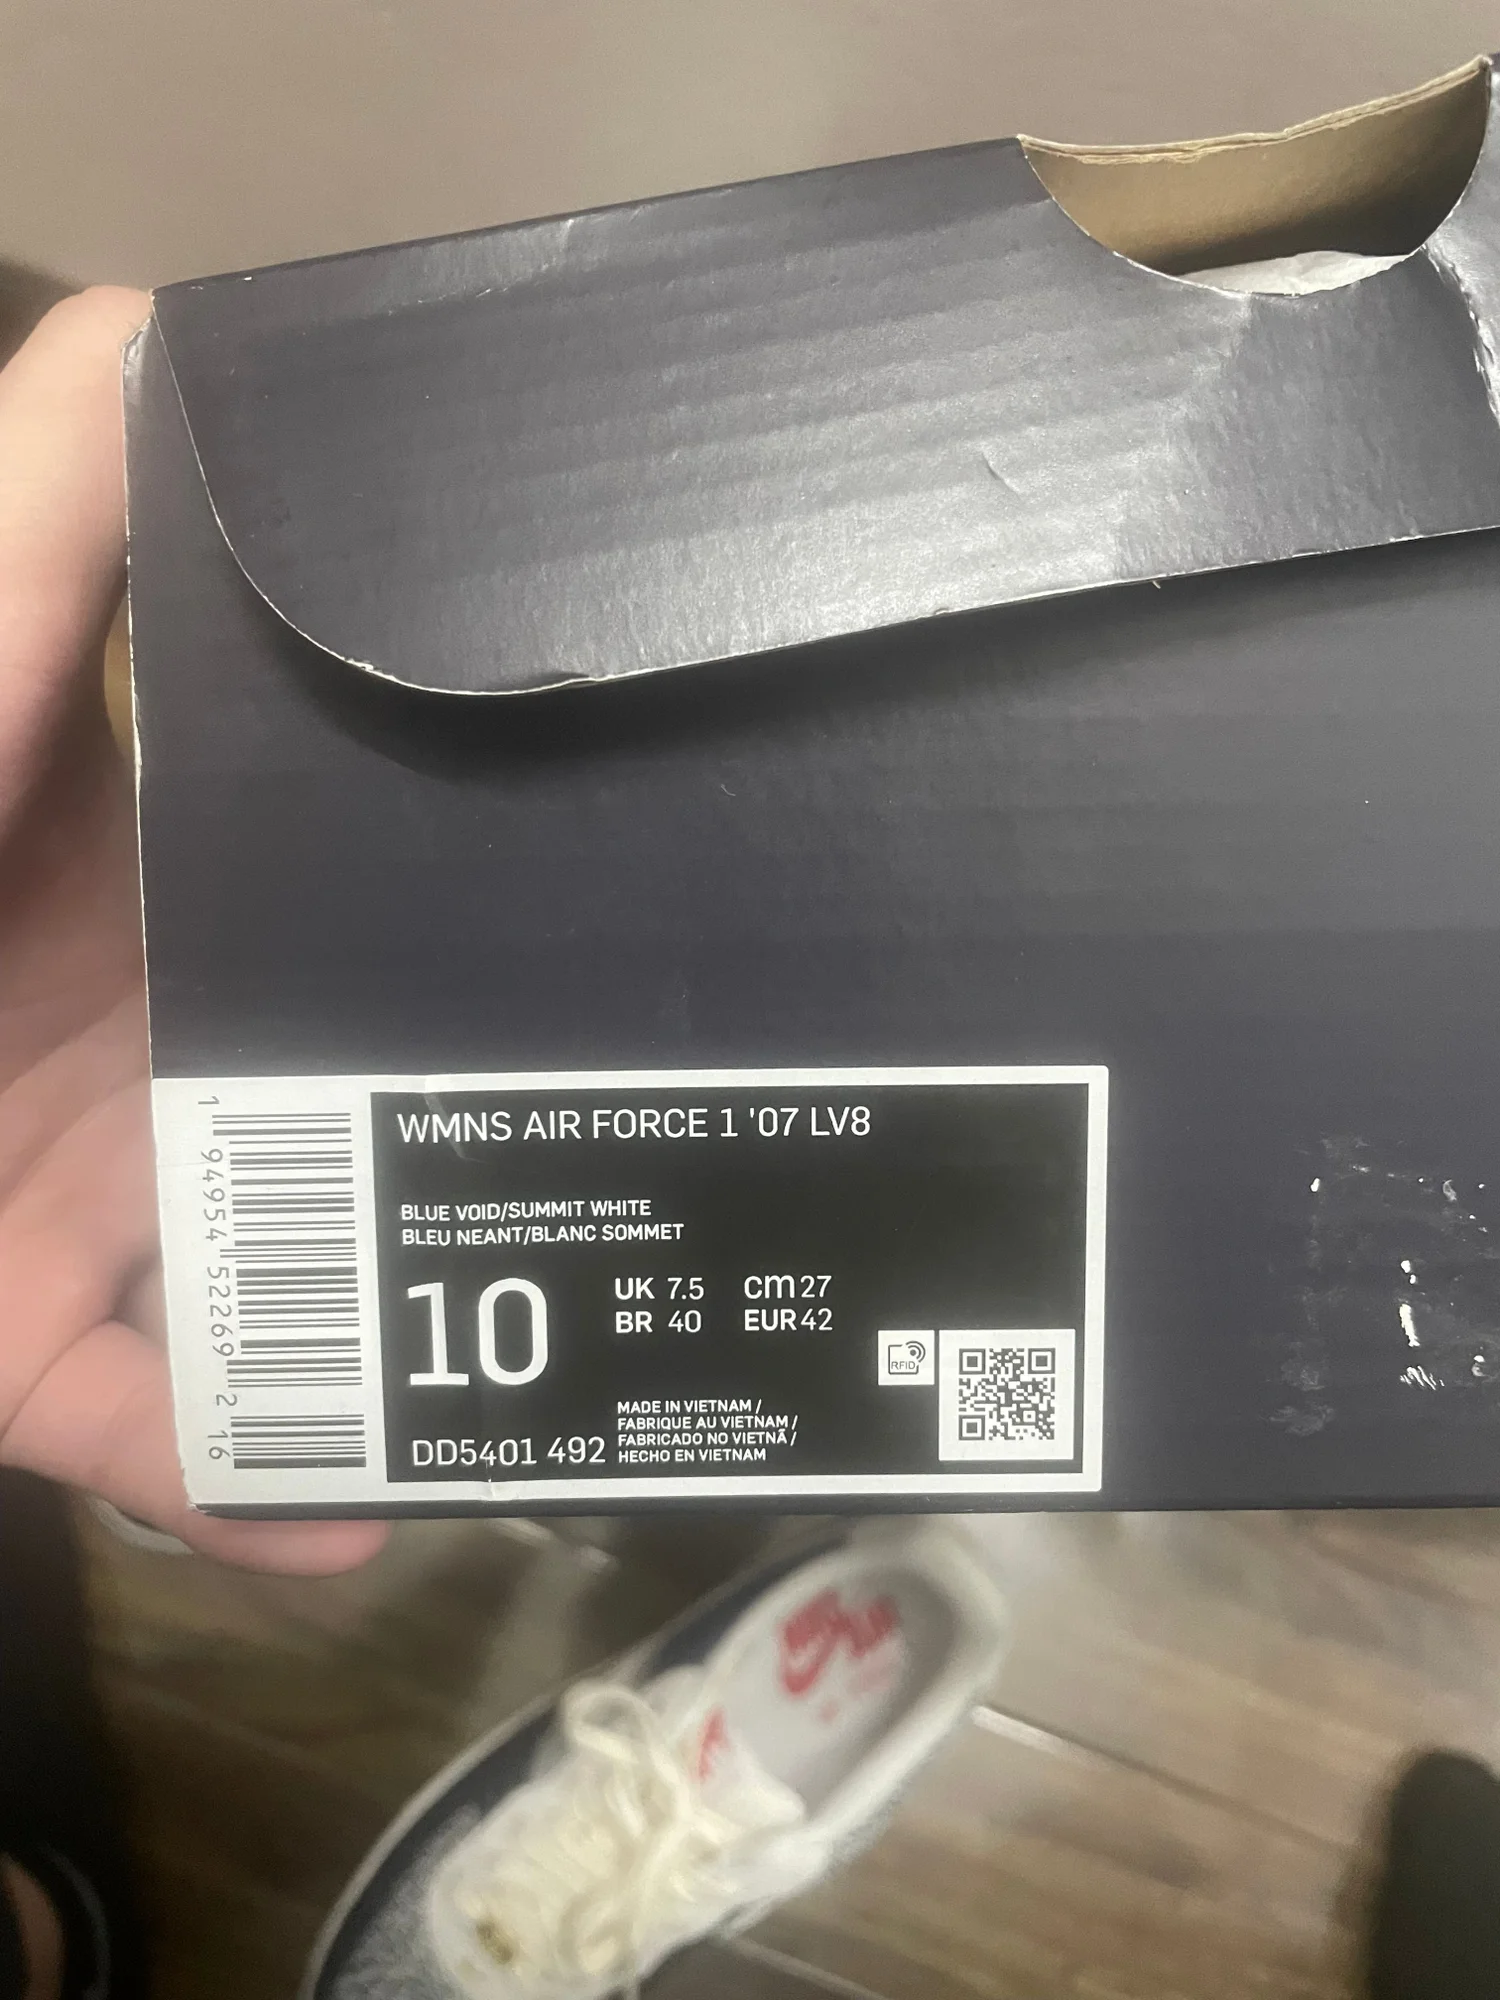 WMNS AIR FORCE 1 '07 LV8
BLUE VOID/SUMMIT WHITE
BLEU NEANT/BLANC SOMMET
10
UK 7.5 cm 27
BR 40 EUR 42
RFID
MADE IN VIETNAM /
FABRIQUE AU VIETNAM /
FABRICADO NO VIETNÃ /
HECHO EN VIETNAM
DD5401 492
1 94954 52269 2 16